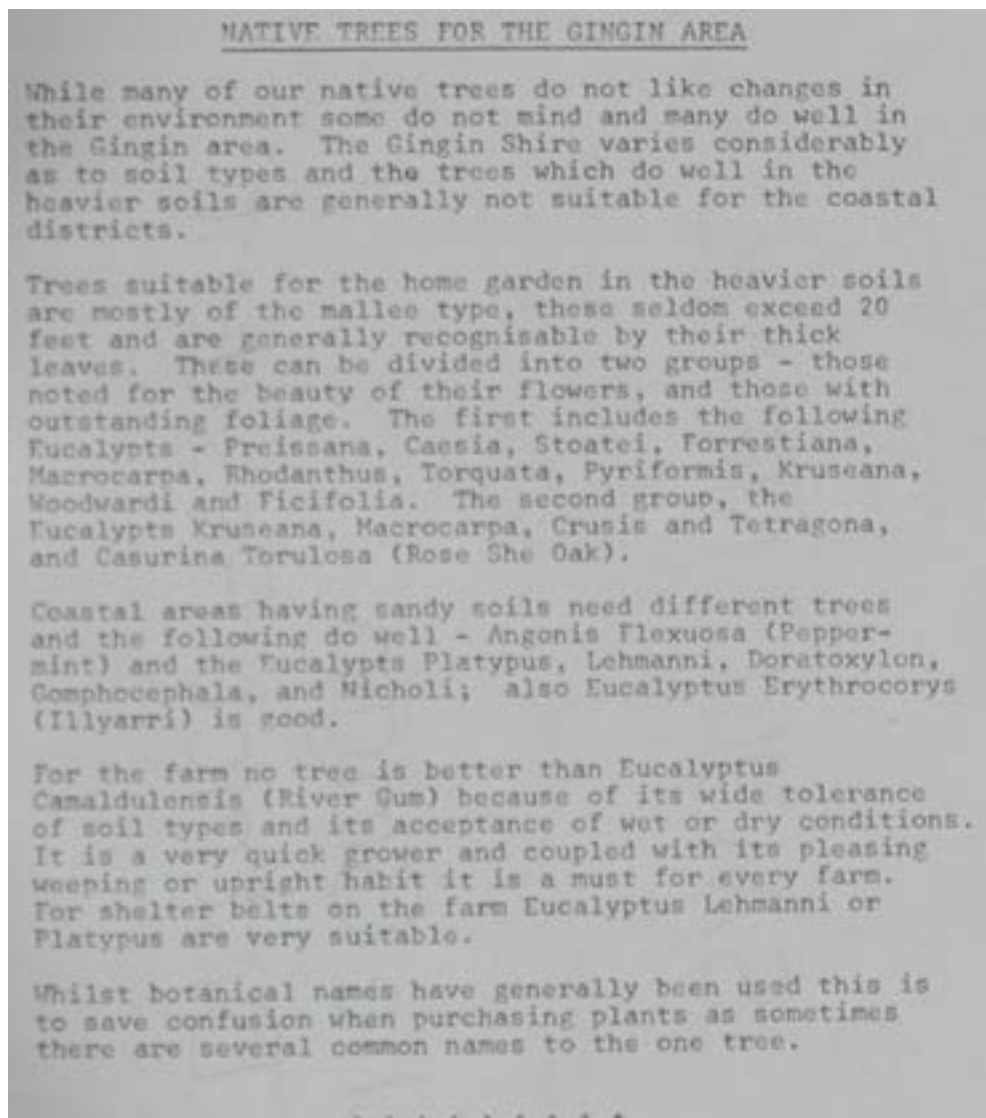 NATIVE TREES FOR THE GINGIN AREA
While many of our native trees do not like changes in
their environment some do not mind and many do well in
the Gingin area.  The Gingin Shire varies considerably
as to soil types and the trees which do well in the
heavier soils are generally not suitable for the coastal
districts.
Trees suitable for the home garden in the heavier soils
are mostly of the mallee type, these seldom exceed 20
feet and are generally recognisable by their thick
leaves.  These can be divided into two groups - those
noted for the beauty of their flowers, and those with
outstanding foliage.  The first includes the following
Eucalypts - Preissana, Caesia, Stoatei, Forrestiana,
Macrocarpa, Rhodanthus, Torquata, Pyriformis, Kruseana,
Woodwardi and Ficifolia.  The second group, the
Eucalypts Kruseana, Macrocarpa, Crusis and Tetragona,
and Casurina Torulosa (Rose She Oak).
Coastal areas having sandy soils need different trees
and the following do well - Angonis Flexuosa (Pepper-
mint) and the Eucalypts Platypus, Lehmanni, Doratoxylon,
Gomphocephala, and Nicholi;  also Eucalyptus Erythrocorys
(Illyarri) is good.
For the farm no tree is better than Eucalyptus
Camaldulensis (River Gum) because of its wide tolerance
of soil types and its acceptance of wet or dry conditions.
It is a very quick grower and coupled with its pleasing
weeping or upright habit it is a must for every farm.
For shelter belts on the farm Eucalyptus Lehmanni or
Platypus are very suitable.
Whilst botanical names have generally been used this is
to save confusion when purchasing plants as sometimes
there are several common names to the one tree.